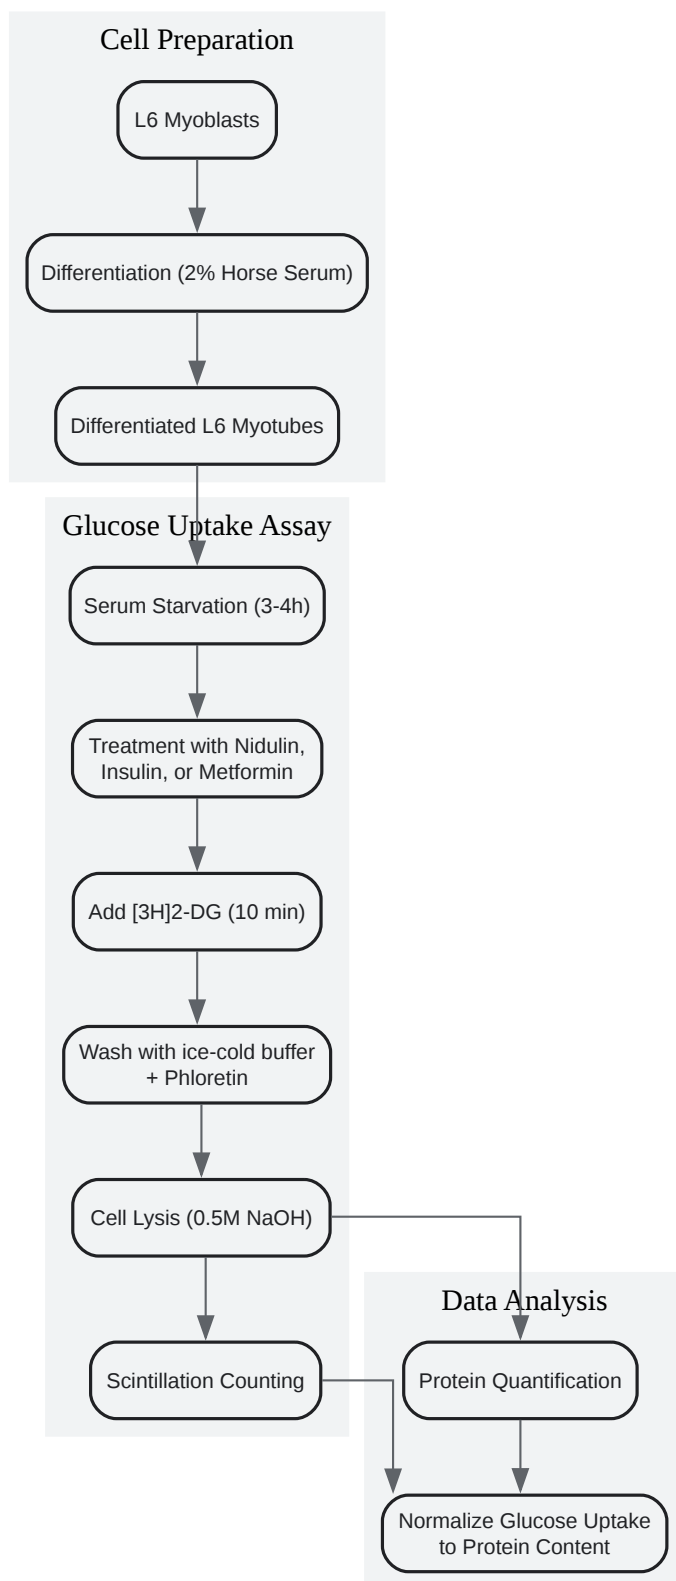 Cell Preparation
L6 Myoblasts
Differentiation (2% Horse Serum)
Differentiated L6 Myotubes
Glucose Uptake Assay
Serum Starvation (3-4h)
Treatment with Nidulin,
Insulin, or Metformin
Add [3H]2-DG (10 min)
Wash with ice-cold buffer
+ Phloretin
Cell Lysis (0.5M NaOH)
Scintillation Counting
Data Analysis
Protein Quantification
Normalize Glucose Uptake
to Protein Content